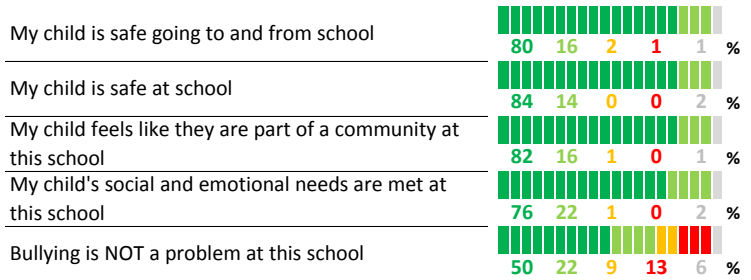 My child is safe going to and from school
80 16 2 1 1 %
My child is safe at school
84 14 0 0 2 %
My child feels like they are part of a community at
this school
82 16 1 0 1 %
My child's social and emotional needs are met at
this school
76 22 1 0 2 %
Bullying is NOT a problem at this school
50 22 9 13 6 %